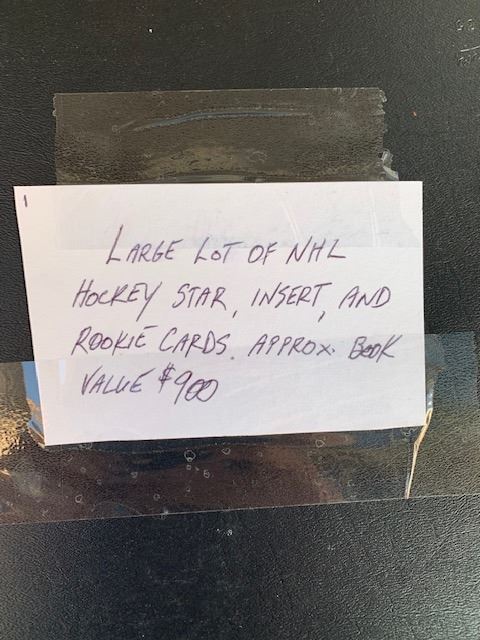 LARGE LOT OF NHL
HOCKEY STAR, INSERT, AND
ROOKIE CARDS. APPROX. BOOK
VALUE $900